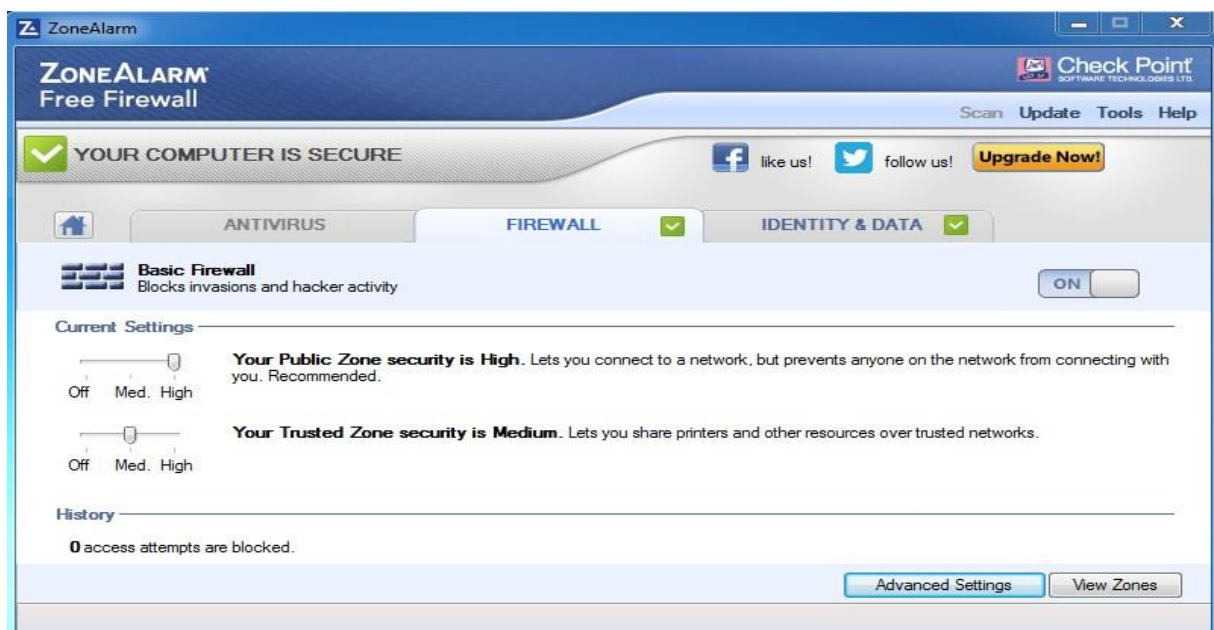 ZoneAlarm
ZONEALARM
Check Point
SOFTWARE TECHNOLOGIES LTD.
Free Firewall
Scan Update Tools Help
YOUR COMPUTER IS SECURE
like us! follow us! Upgrade Now!
ANTIVIRUS FIREWALL IDENTITY & DATA
Basic Firewall
Blocks invasions and hacker activity
ON
Current Settings
Your Public Zone security is High. Lets you connect to a network, but prevents anyone on the network from connecting with
you. Recommended.
Off Med. High
Your Trusted Zone security is Medium. Lets you share printers and other resources over trusted networks.
Off Med. High
History
0 access attempts are blocked.
Advanced Settings View Zones